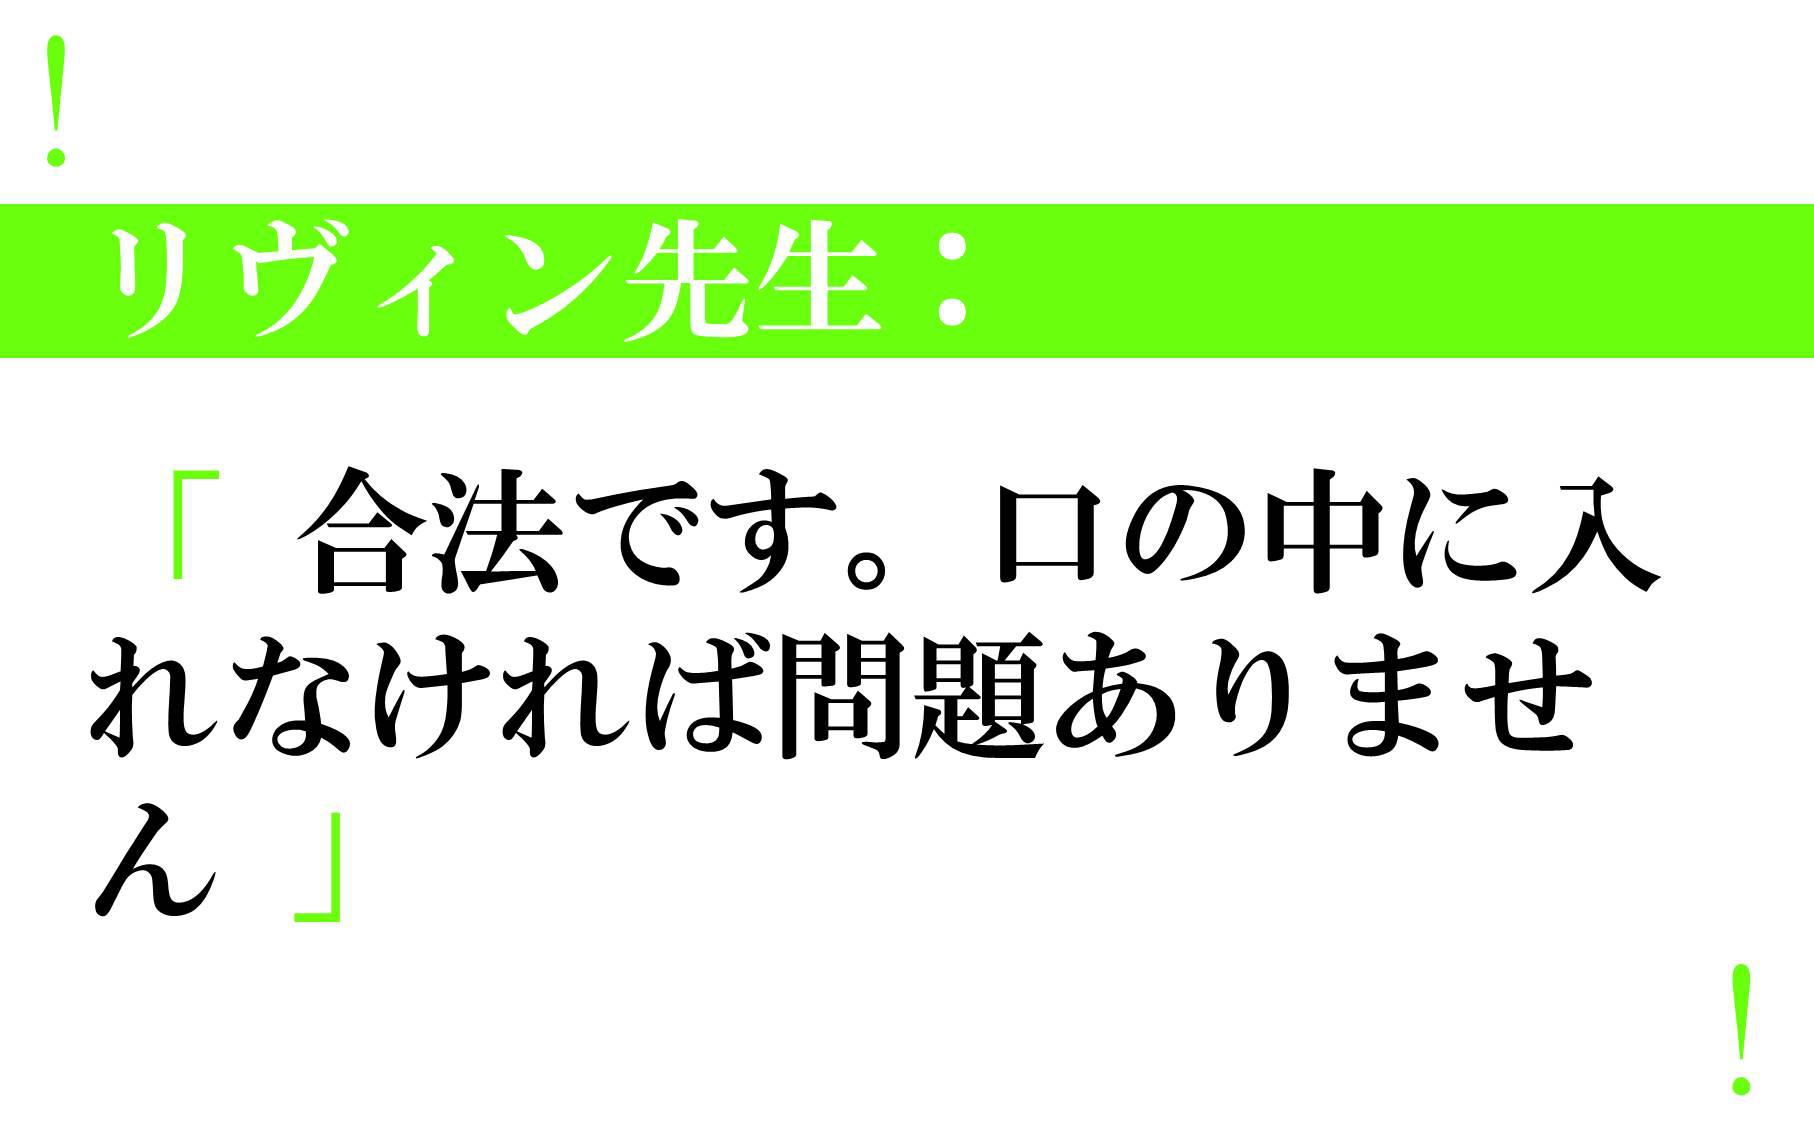 ！
リヴィン先生：
「 合法です。口の中に入
れなければ問題ありませ
ん 」
！